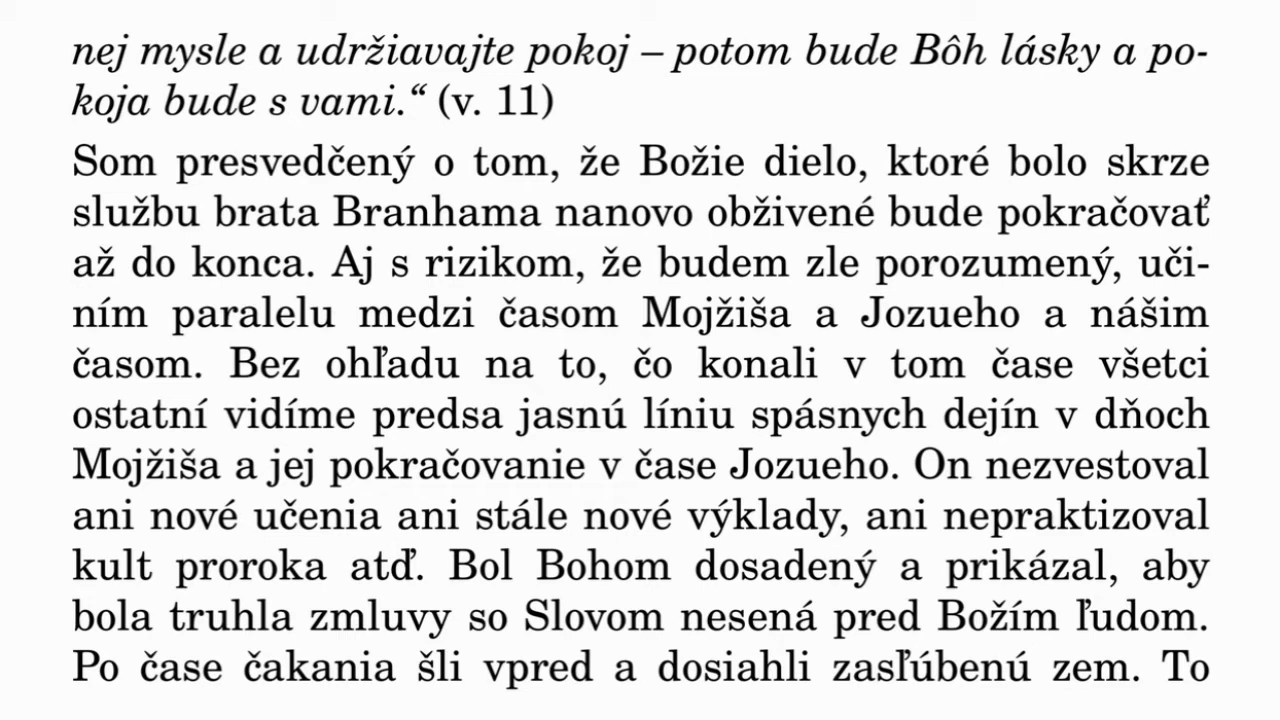 nej mysle a udržiavajte pokoj – potom bude Bôh lásky a po-
koja bude s vami.“ (v. 11)
Som presvedčený o tom, že Božie dielo, ktoré bolo skrze
službu brata Branhama nanovo obživené bude pokračovať
až do konca. Aj s rizikom, že budem zle porozumený, uči-
ním paralelu medzi časom Mojžiša a Jozueho a nášim
časom. Bez ohľadu na to, čo konali v tom čase všetci
ostatní vidíme predsa jasnú líniu spásnych dejín v dňoch
Mojžiša a jej pokračovanie v čase Jozueho. On nezvestoval
ani nové učenia ani stále nové výklady, ani nepraktizoval
kult proroka atď. Bol Bohom dosadený a prikázal, aby
bola truhla zmluvy so Slovom nesená pred Božím ľudom.
Po čase čakania šli vpred a dosiahli zasľúbenú zem. To